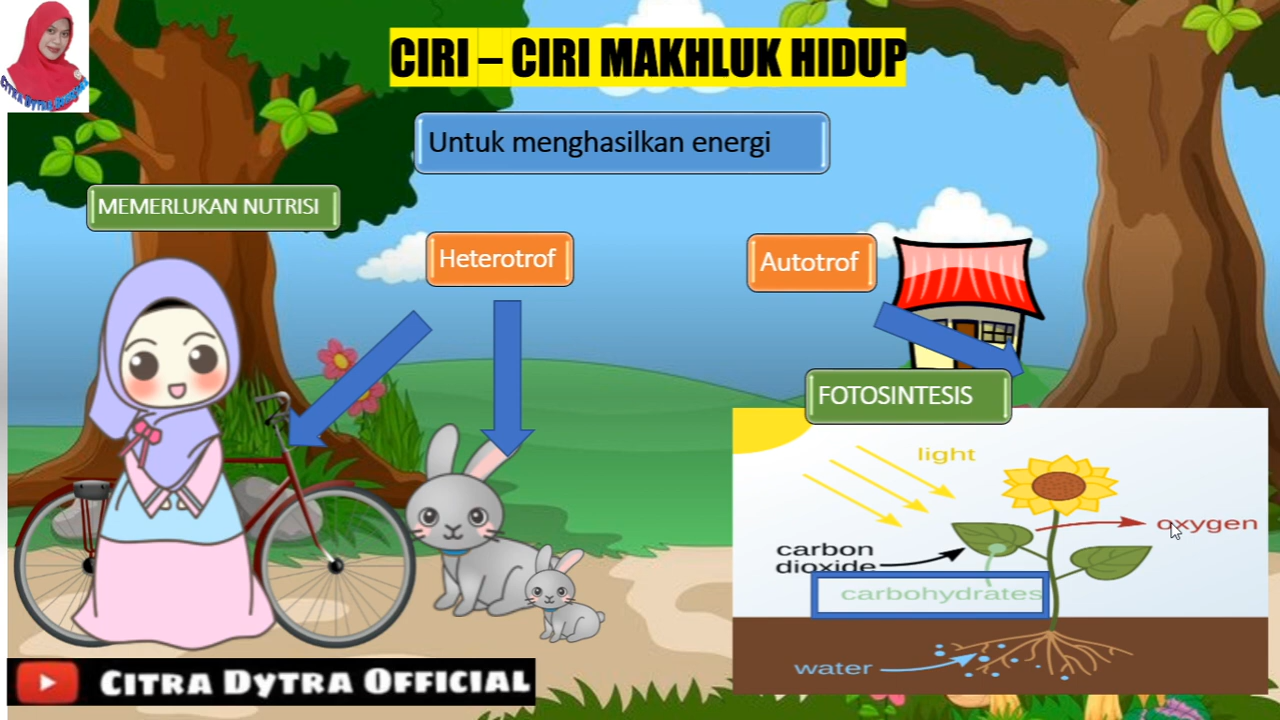 CIRI – CIRI MAKHLUK HIDUP
Untuk menghasilkan energi
MEMERLUKAN NUTRISI
Heterotrof
Autotrof
FOTOSINTESIS
light
oxygen
carbon
dioxide
carbohydrates
water
CITRA DYTRA OFFICIAL